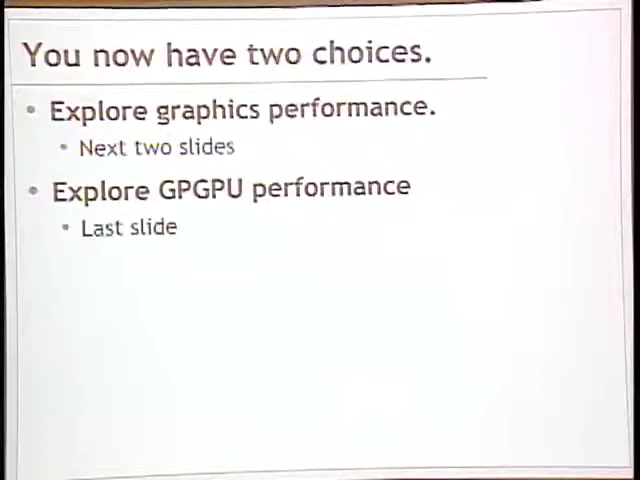 You now have two choices.
Explore graphics performance.
Next two slides
Explore GPGPU performance
Last slide